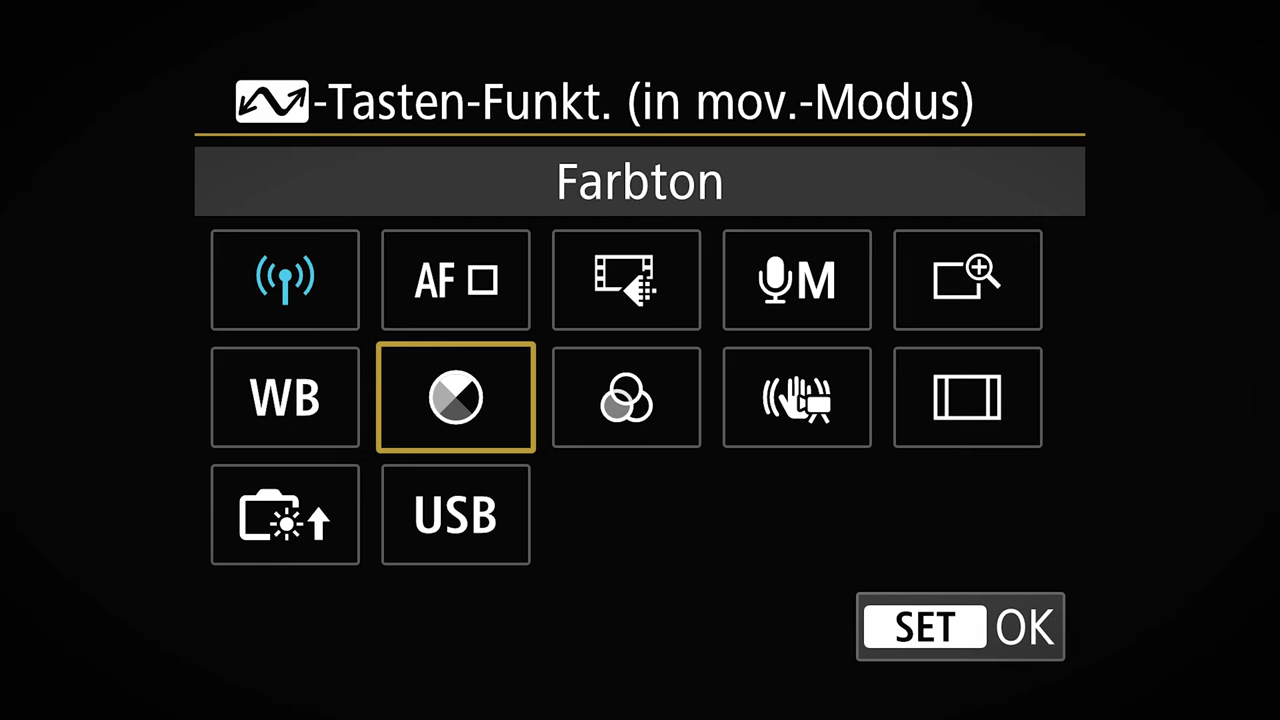 -Tasten-Funkt. (in mov.-Modus)
Farbton
AF
M
WB
USB
SET OK